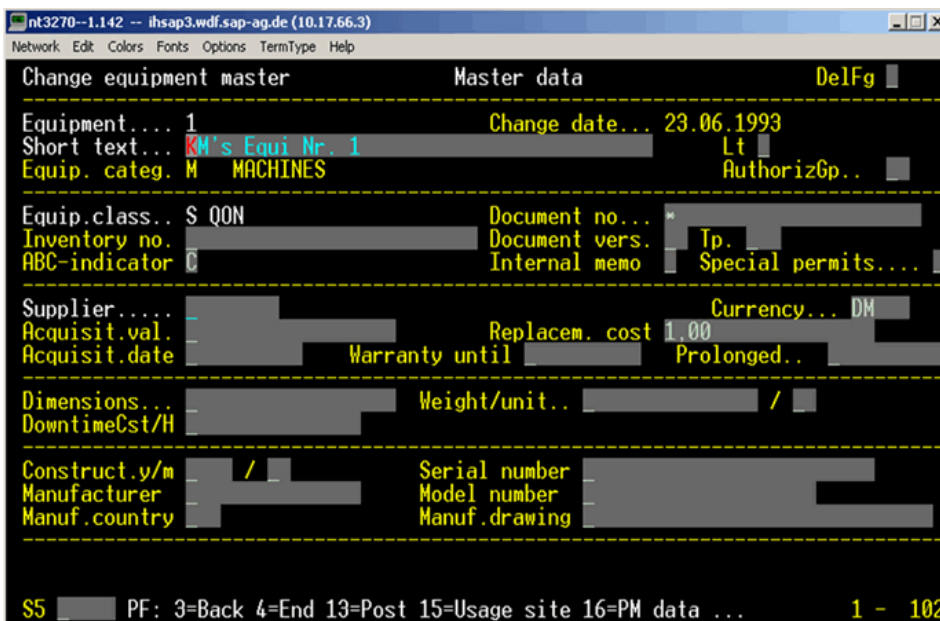 nt3270--1.142 -- ihsap3.wdf.sap-ag.de (10.17.66.3)
Network Edit Colors Fonts Options TermType Help
Change equipment master Master data DelFg
Equipment.... 1 Change date... 23.06.1993
Short text... KM's Equi Nr. 1 Lt
Equip. categ. M MACHINES AuthorizGp..
Equip.class.. S QON Document no... *
Inventory no. Document vers. Tp.
ABC-indicator C Internal memo Special permits....
Supplier..... Currency... DM
Acquisit.val. Replacem. cost 1,00
Acquisit.date Warranty until Prolonged..
Dimensions... Weight/unit.. /
DowntimeCst/H
Construct.y/m / Serial number
Manufacturer Model number
Manuf.country Manuf.drawing
S5 PF: 3=Back 4=End 13=Post 15=Usage site 16=PM data ... 1 - 102